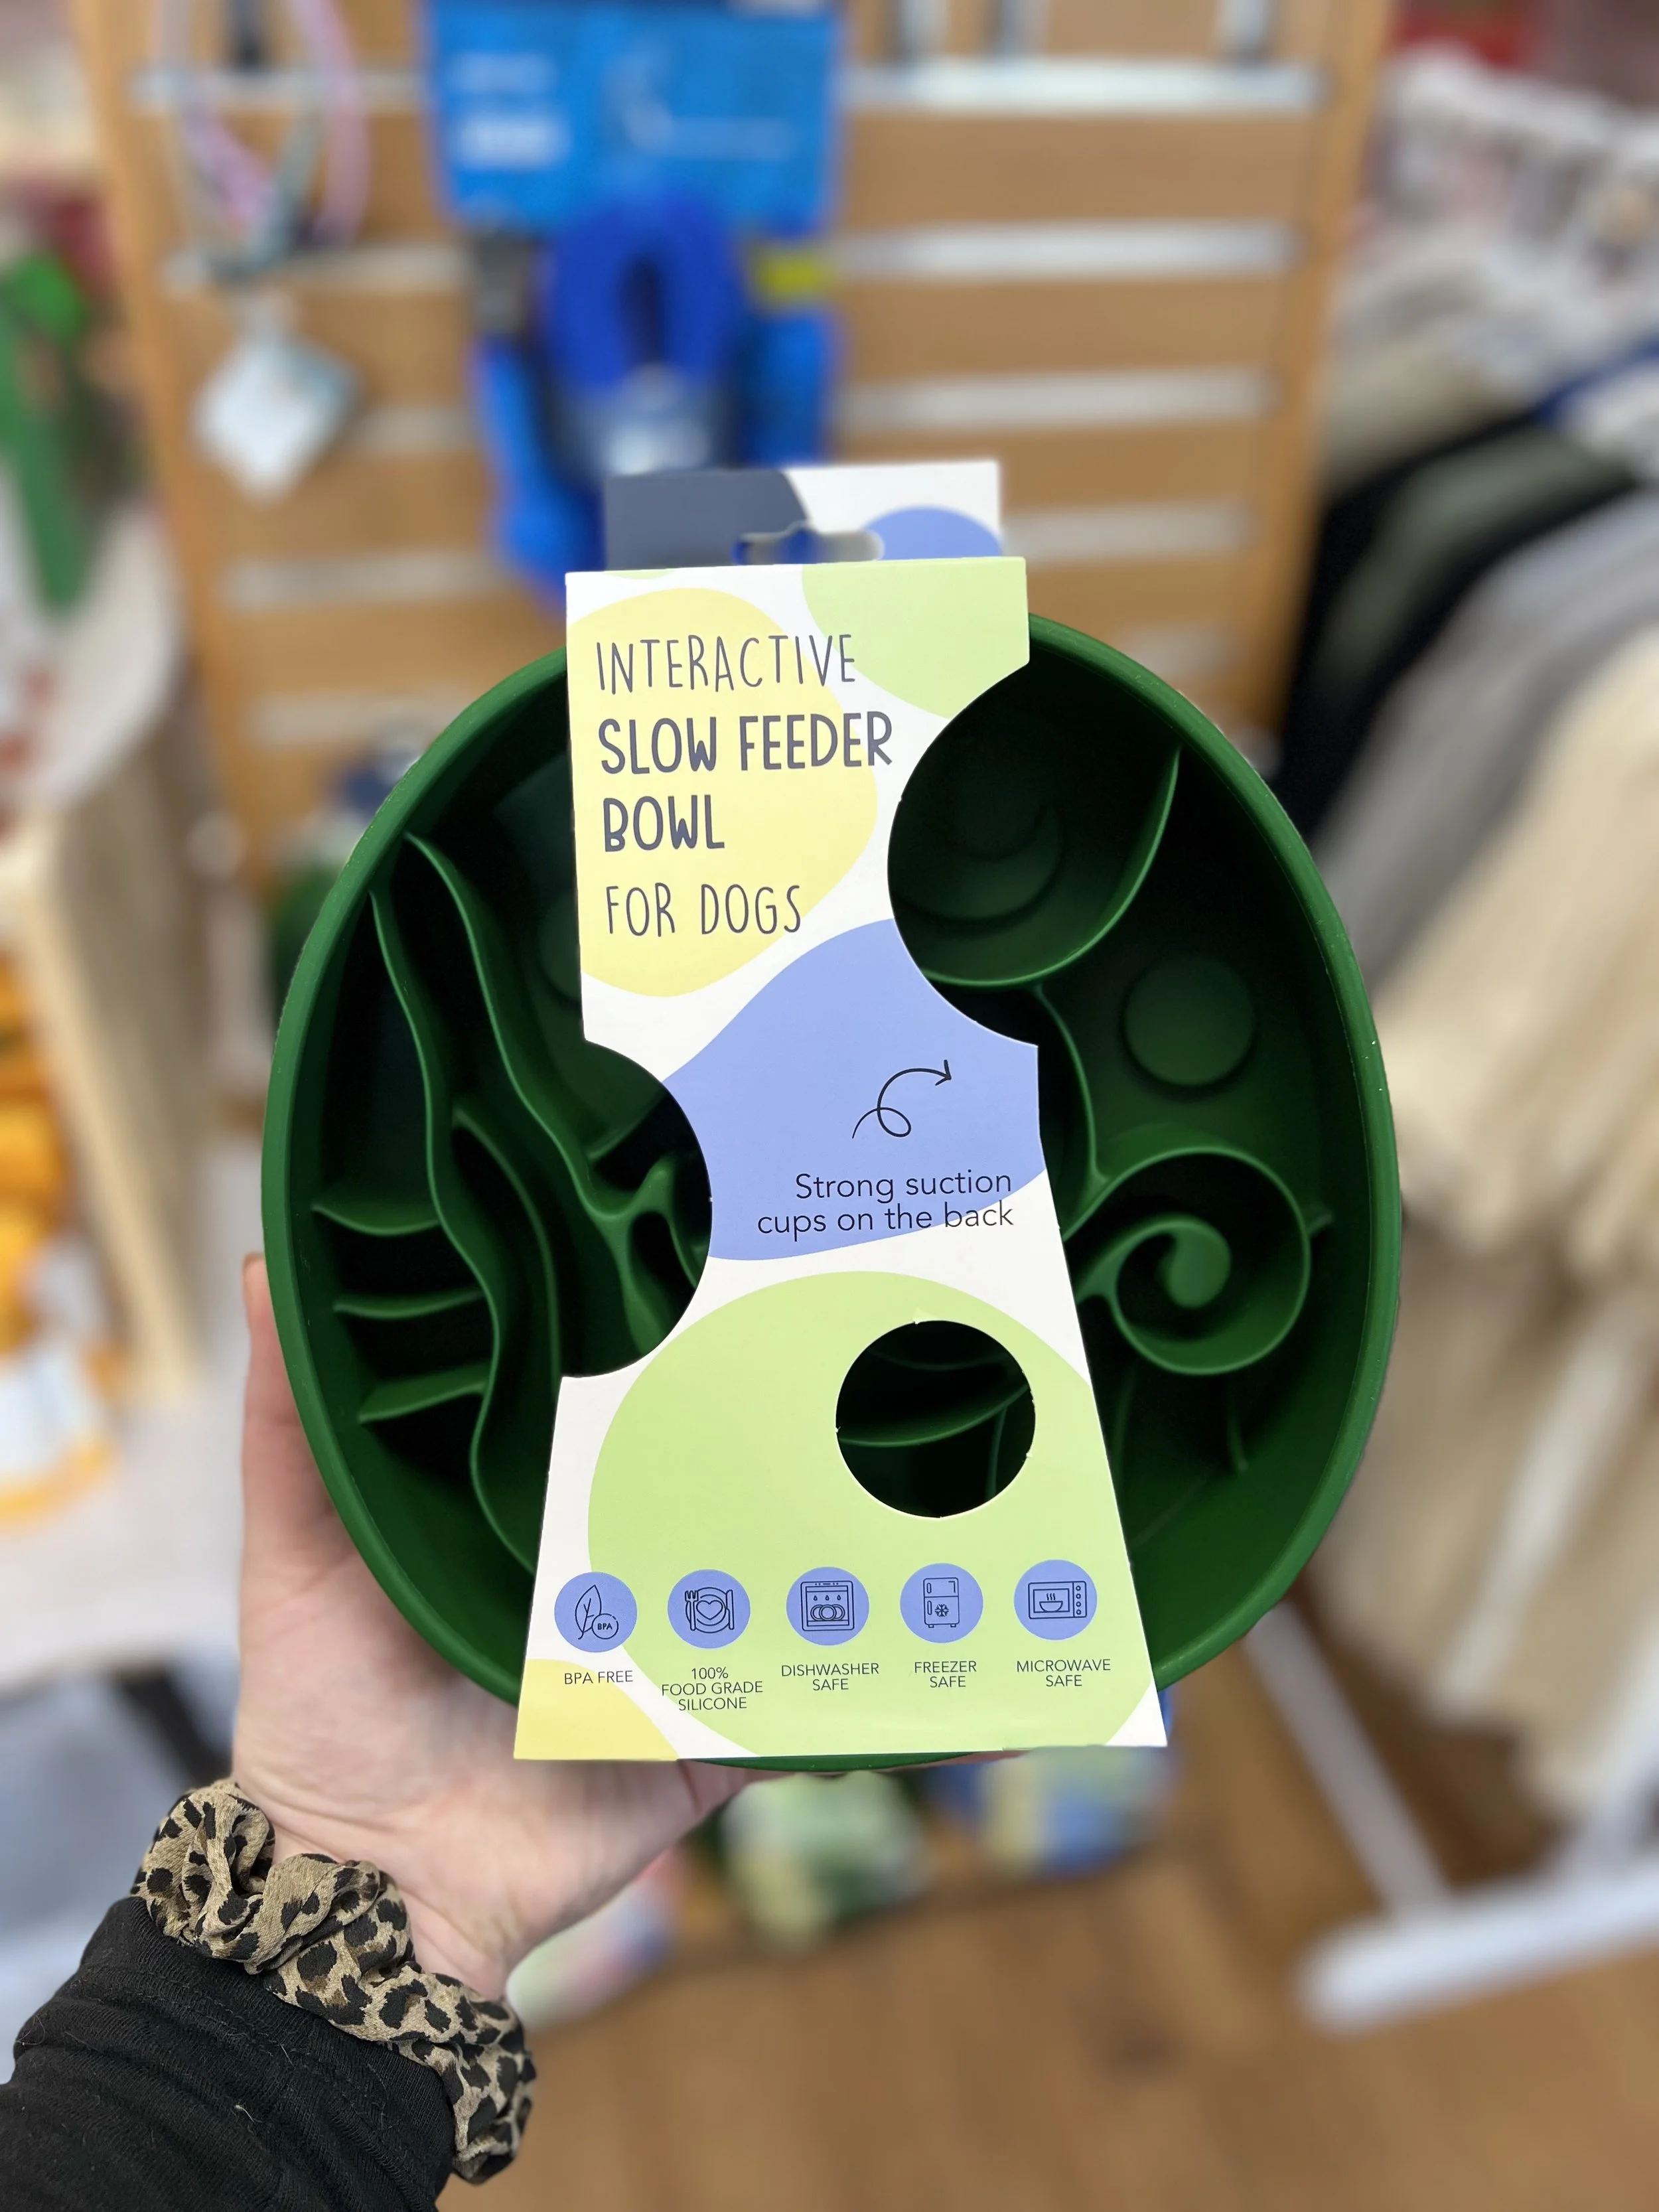 INTERACTIVE
SLOW FEEDER
BOWL
FOR DOGS
Strong suction
cups on the back
BPA
BPA FREE
100%
FOOD GRADE
SILICONE
DISHWASHER
SAFE
FREEZER
SAFE
MICROWAVE
SAFE